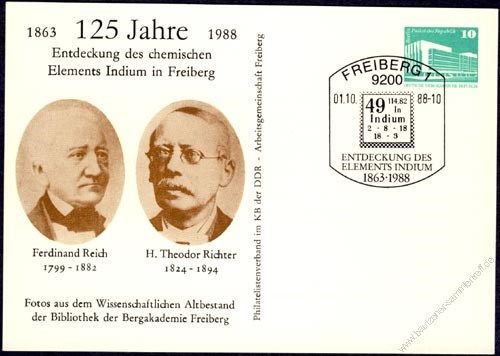 1863 125 Jahre 1988
Entdeckung des chemischen
Elements Indium in Freiberg
Ferdinand Reich
1799 - 1882
H. Theodor Richter
1824 - 1894
Fotos aus dem Wissenschaftlichen Altbestand
der Bibliothek der Bergakademie Freiberg
Philatelistenverband im KB der DDR - Arbeitsgemeinschaft Freiberg
Palast der Republik
10
FREIBERG 1
9200
01.10. 88-10
49 114.82
In
Indium
2 - 8 - 18
18 - 3
ENTDECKUNG DES
ELEMENTS INDIUM
1863-1988